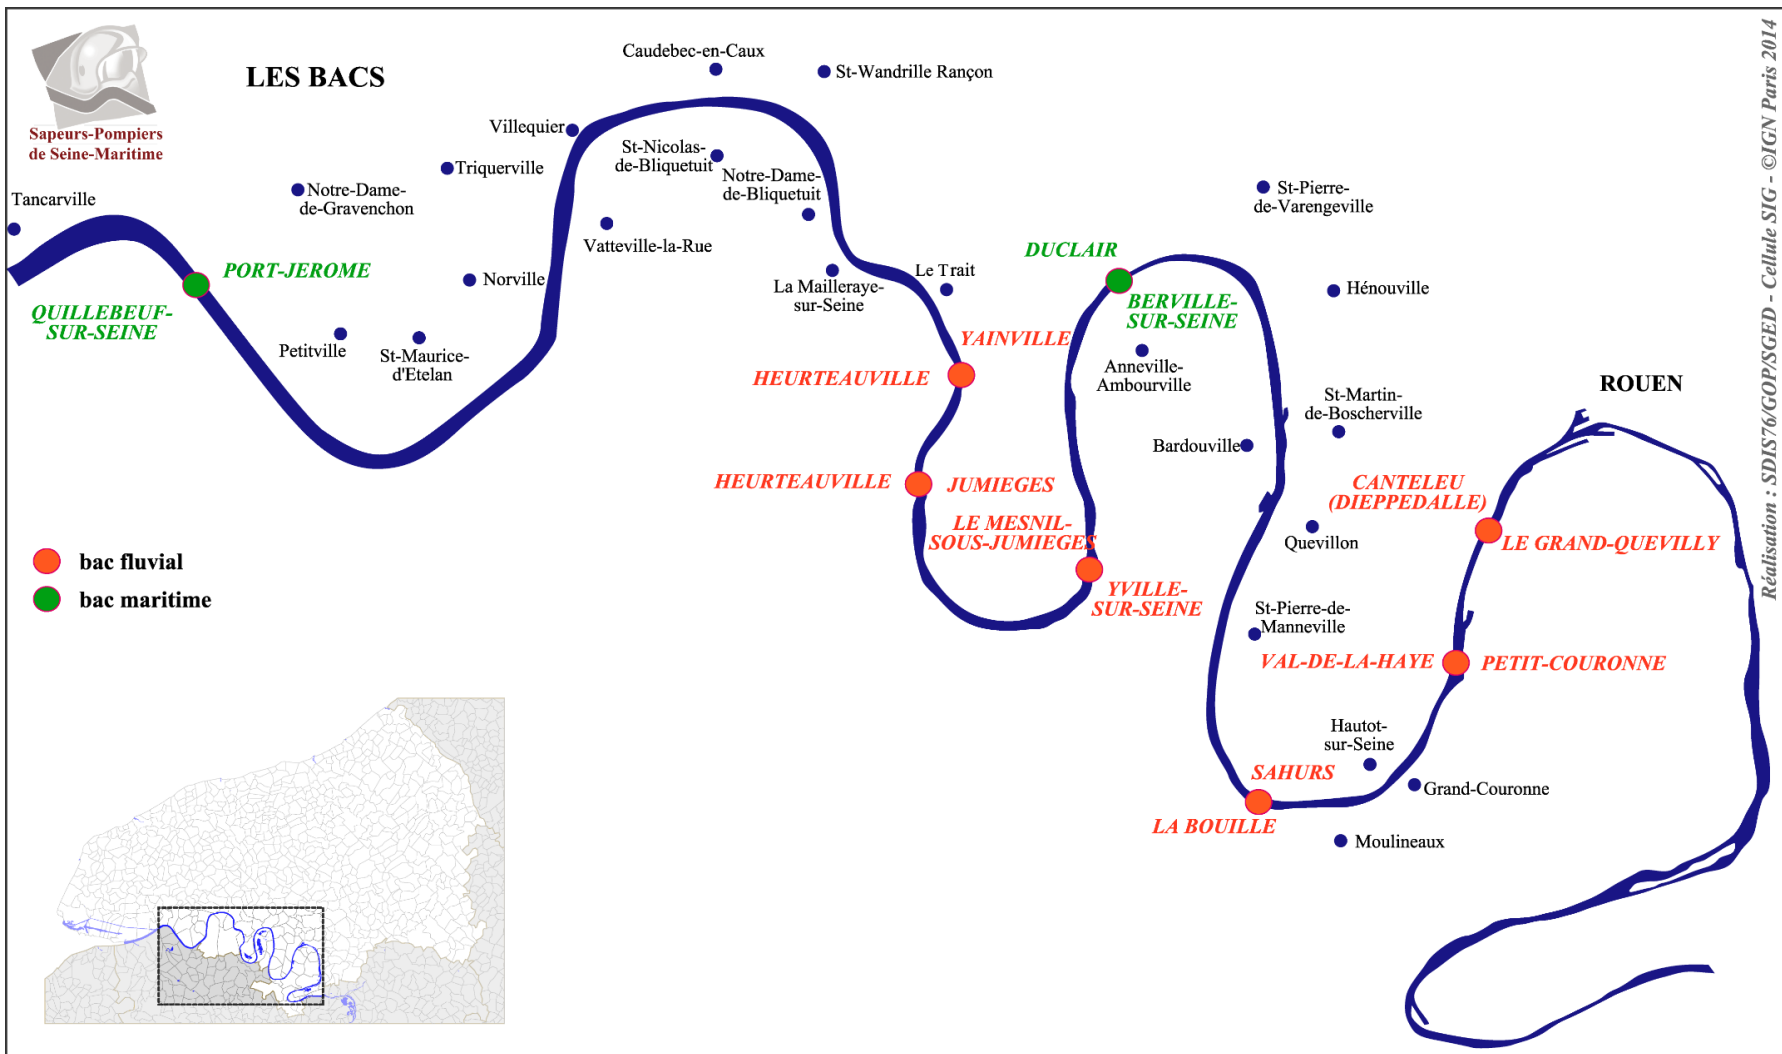 LES BACS
Sapeurs-Pompiers
de Seine-Maritime
Caudebec-en-Caux
St-Wandrille Rançon
Villequier
Triquerville
St-Nicolas-
de-Bliquetuit
Notre-Dame-
de-Bliquetuit
Notre-Dame-
de-Gravenchon
Tancarville
Vatteville-la-Rue
PORT-JEROME
QUILLEBEUF-
SUR-SEINE
Norville
Petitville
St-Maurice-
d'Etelan
La Mailleraye-
sur-Seine
Le Trait
YAINVILLE
HEURTEAUVILLE
HEURTEAUVILLE
JUMIEGES
LE MESNIL-
SOUS-JUMIEGES
YVILLE-
SUR-SEINE
DUCLAIR
BERVILLE-
SUR-SEINE
Anneville-
Ambourville
St-Pierre-
de-Varengeville
Hénouville
St-Martin-
de-Boscherville
Bardouville
Quevillon
St-Pierre-de-
Manneville
ROUEN
CANTELEU
(DIEPPEDALLE)
LE GRAND-QUEVILLY
VAL-DE-LA-HAYE
PETIT-COURONNE
Hautot-
sur-Seine
SAHURS
LA BOUILLE
Grand-Couronne
Moulineaux
bac fluvial
bac maritime
Réalisation : SDIS76/GOP/SGED - Cellule SIG - ©IGN Paris 2014